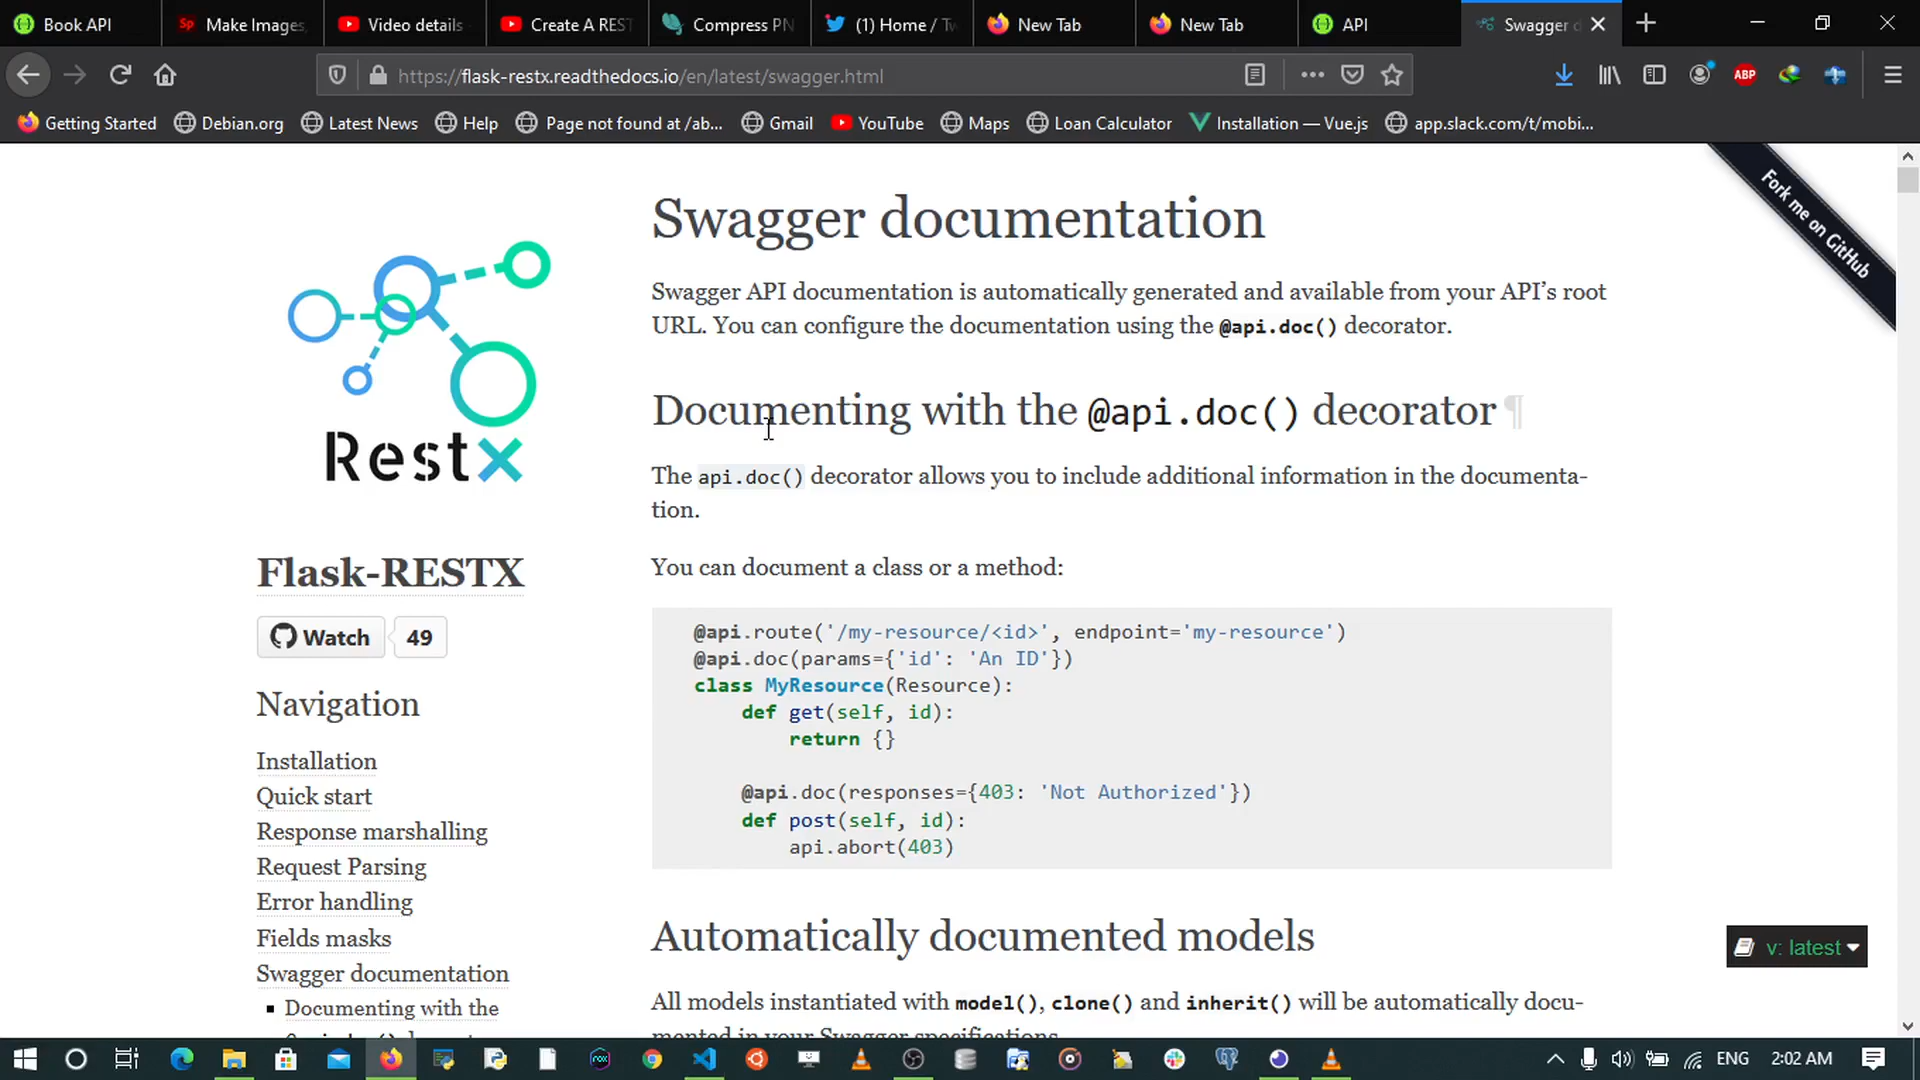 Book API
Make Images,
Video details
Create A REST
Compress PN
(1) Home / Tw
New Tab
New Tab
API
Swagger d
https://flask-restx.readthedocs.io/en/latest/swagger.html
ABP
Getting Started
Debian.org
Latest News
Help
Page not found at /ab...
Gmail
YouTube
Maps
Loan Calculator
Installation — Vue.js
app.slack.com/t/mobi...
Fork me on GitHub
Restx
Flask-RESTX
Watch
49
Navigation
Installation
Quick start
Response marshalling
Request Parsing
Error handling
Fields masks
Swagger documentation
Documenting with the
Swagger documentation
Swagger API documentation is automatically generated and available from your API’s root
URL. You can configure the documentation using the @api.doc() decorator.
Documenting with the @api.doc() decorator¶
The api.doc() decorator allows you to include additional information in the documenta-
tion.
You can document a class or a method:
@api.route('/my-resource/<id>', endpoint='my-resource')
@api.doc(params={'id': 'An ID'})
class MyResource(Resource):
def get(self, id):
return {}
@api.doc(responses={403: 'Not Authorized'})
def post(self, id):
api.abort(403)
Automatically documented models
All models instantiated with model(), clone() and inherit() will be automatically docu-
mented in your Swagger specifications.
v: latest
ENG
2:02 AM